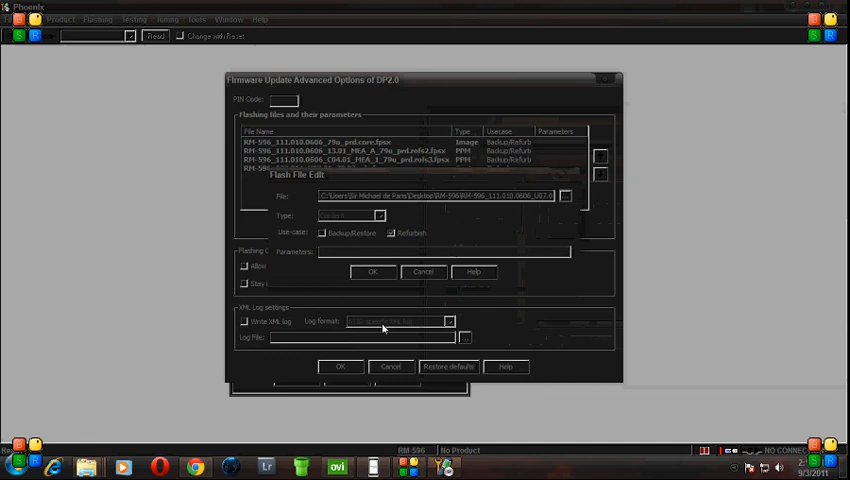 Phoenix
Product Flashing Testing Tuning Tools Window Help
Read Change with Reset
Firmware Update Advanced Options of DP2.0
PIN Code:
Flashing files and their parameters
File Name Type Usecase Parameters
RM-596_111.010.0606_79u_prd.core.fpsx Image Backup/Refurb
RM-596_111.010.0606_13.01_MEA_A_79u_prd.rofs2.fpsx PPM Backup/Refurb
RM-596_111.010.0606_C04.01_MEA_1_79u_prd.rofs3.fpsx PPM Backup/Refurb
Flash File Edit
File: C:\Users\Sir Michael de Paris\Desktop\RM-596\RM-596_111.010.0606_U07.0
Type: Content
Use-case: Backup/Restore Refurbish
Parameters:
OK Cancel Help
Flashing
Allow
Stay
XML Log settings
Write XML log Log format:
Log File:
OK Cancel Restore defaults Help
RM-596 No Product NO CONNECTION
Lr ovi
9/3/2011